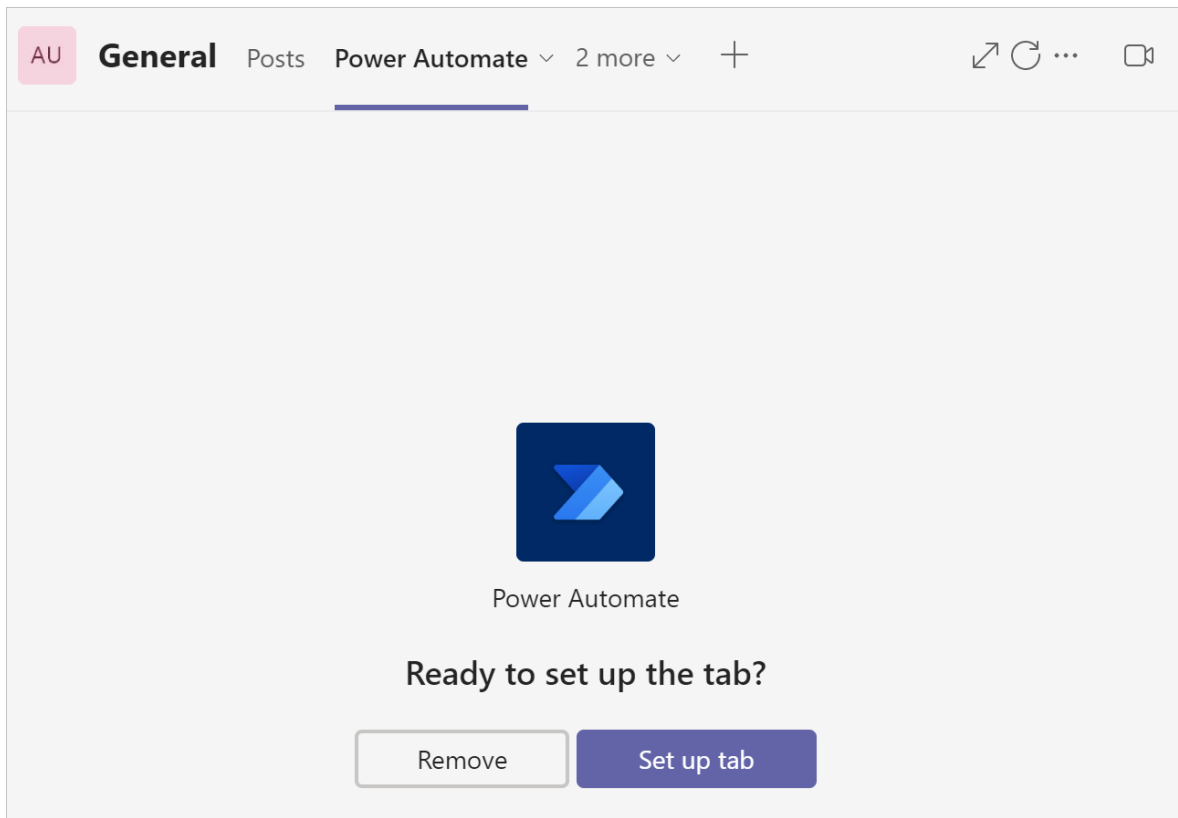 AU General Posts Power Automate 2 more
Power Automate
Ready to set up the tab?
Remove Set up tab